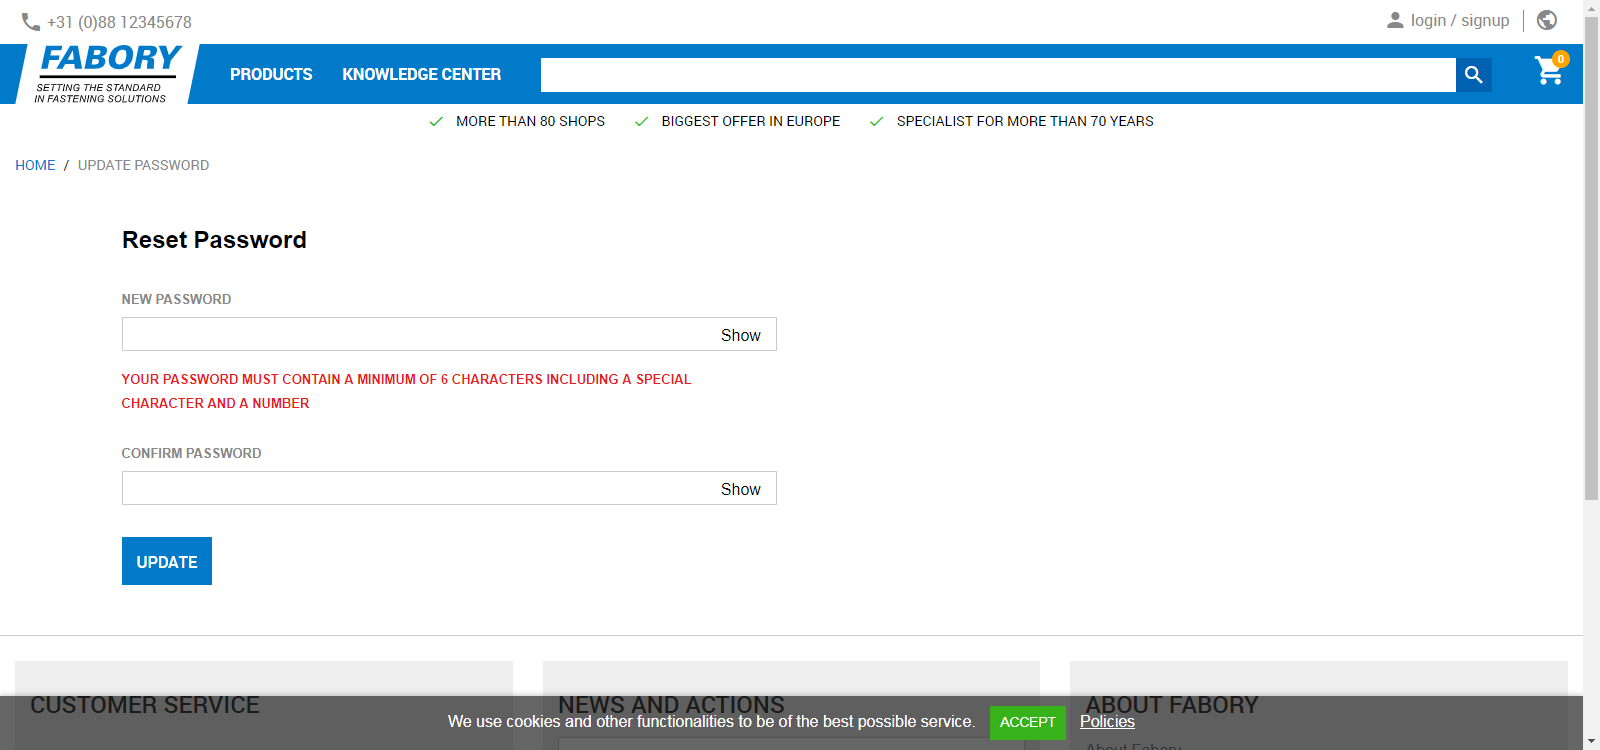 +31 (0)88 12345678
login / signup
FABORY
SETTING THE STANDARD
IN FASTENING SOLUTIONS
PRODUCTS
KNOWLEDGE CENTER
0
MORE THAN 80 SHOPS
BIGGEST OFFER IN EUROPE
SPECIALIST FOR MORE THAN 70 YEARS
HOME / UPDATE PASSWORD
Reset Password
NEW PASSWORD
Show
YOUR PASSWORD MUST CONTAIN A MINIMUM OF 6 CHARACTERS INCLUDING A SPECIAL
CHARACTER AND A NUMBER
CONFIRM PASSWORD
Show
UPDATE
CUSTOMER SERVICE
NEWS AND ACTIONS
ABOUT FABORY
We use cookies and other functionalities to be of the best possible service.
ACCEPT
Policies
About Fabory